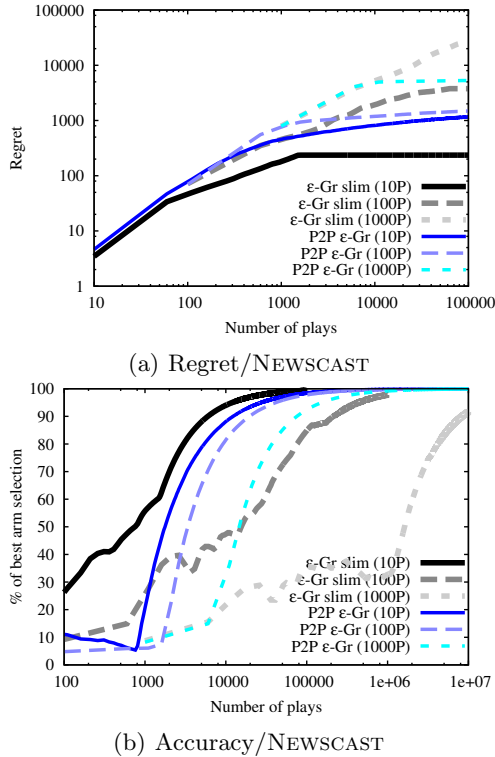 100000
10000
1000
100
10
1
Regret
ε-Gr slim (10P)
ε-Gr slim (100P)
ε-Gr slim (1000P)
P2P ε-Gr (10P)
P2P ε-Gr (100P)
P2P ε-Gr (1000P)
10 100 1000 10000 100000
Number of plays
(a) Regret/NEWSCAST
100
90
80
70
60
50
40
30
20
10
0
% of best arm selection
ε-Gr slim (10P)
ε-Gr slim (100P)
ε-Gr slim (1000P)
P2P ε-Gr (10P)
P2P ε-Gr (100P)
P2P ε-Gr (1000P)
100 1000 10000 100000 1e+06 1e+07
Number of plays
(b) Accuracy/NEWSCAST